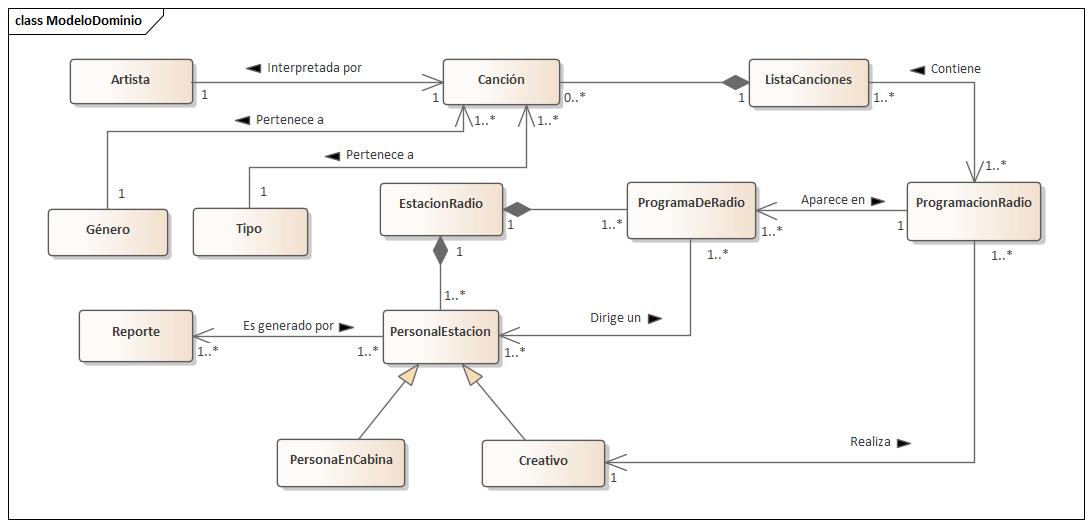 class ModeloDominio
Artista
Interpretada por
1
1
Canción
0..*
1
ListaCanciones
Contiene
1..*
Pertenece a
1..*
1..*
Pertenece a
1..*
1
1
Género
Tipo
EstacionRadio
1
1..*
ProgramaDeRadio
Aparece en
1..*
1
ProgramacionRadio
1
1..*
1..*
1..*
Reporte
Es generado por
1..*
1..*
PersonalEstacion
1..*
Dirige un
PersonaEnCabina
Creativo
1
Realiza